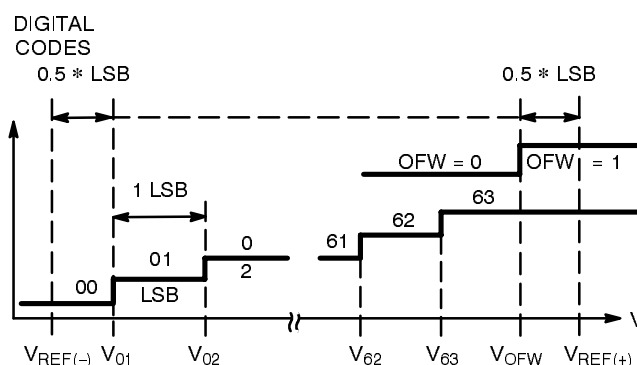 DIGITAL
CODES
0.5 * LSB
0.5 * LSB
OFW = 0
OFW = 1
1 LSB
63
62
61
0
2
01
LSB
00
V
VREF(–)
V01
V02
V62
V63
VOFW
VREF(+)